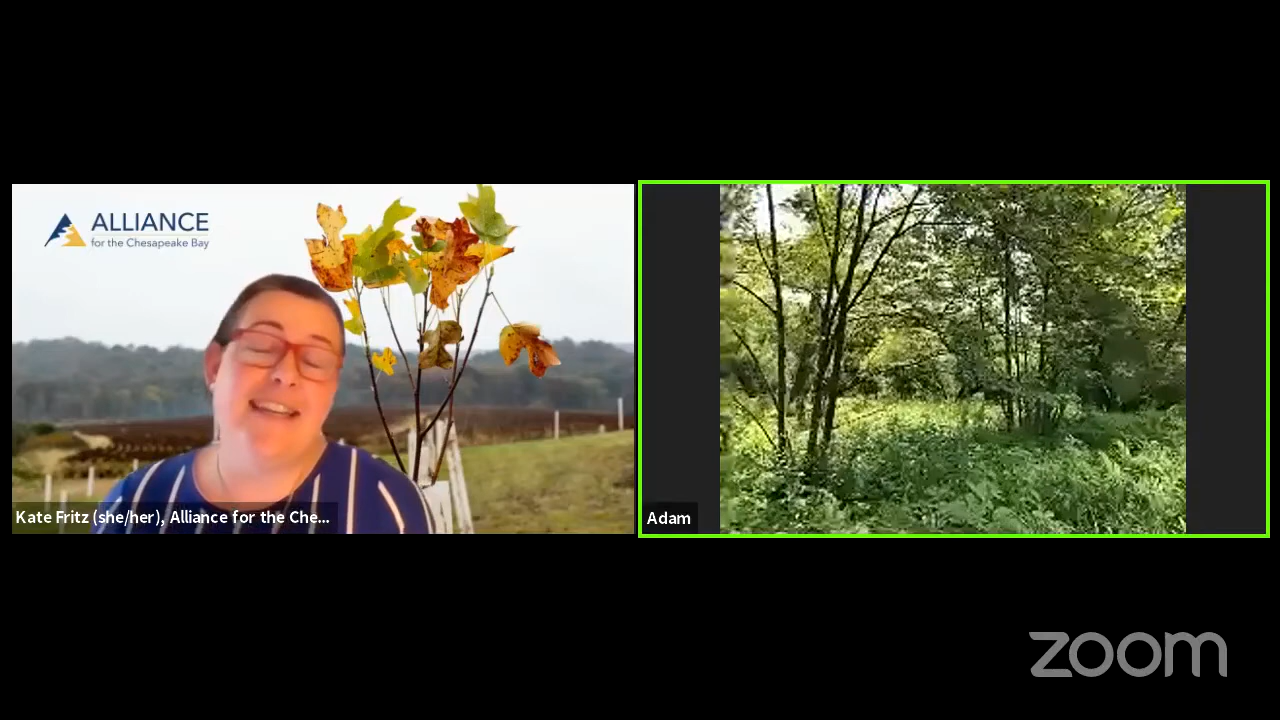 ALLIANCE
for the Chesapeake Bay
Kate Fritz (she/her), Alliance for the Che...
Adam
zoom